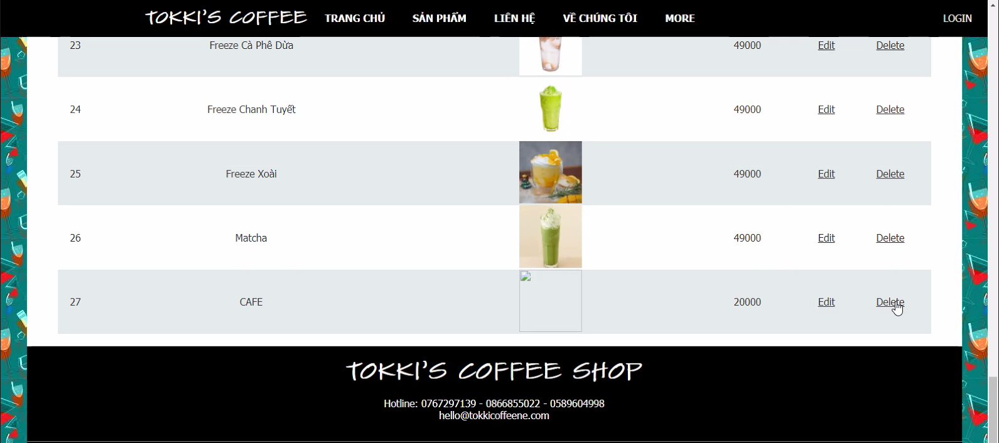 TOKKI'S COFFEE TRANG CHỦ SẢN PHẨM LIÊN HỆ VỀ CHÚNG TÔI MORE LOGIN
23 Freeze Cà Phê Dừa 49000 Edit Delete
24 Freeze Chanh Tuyết 49000 Edit Delete
25 Freeze Xoài 49000 Edit Delete
26 Matcha 49000 Edit Delete
27 CAFE 20000 Edit Delete
TOKKI'S COFFEE SHOP
Hotline: 0767297139 - 0866855022 - 0589604998
hello@tokkicoffeene.com